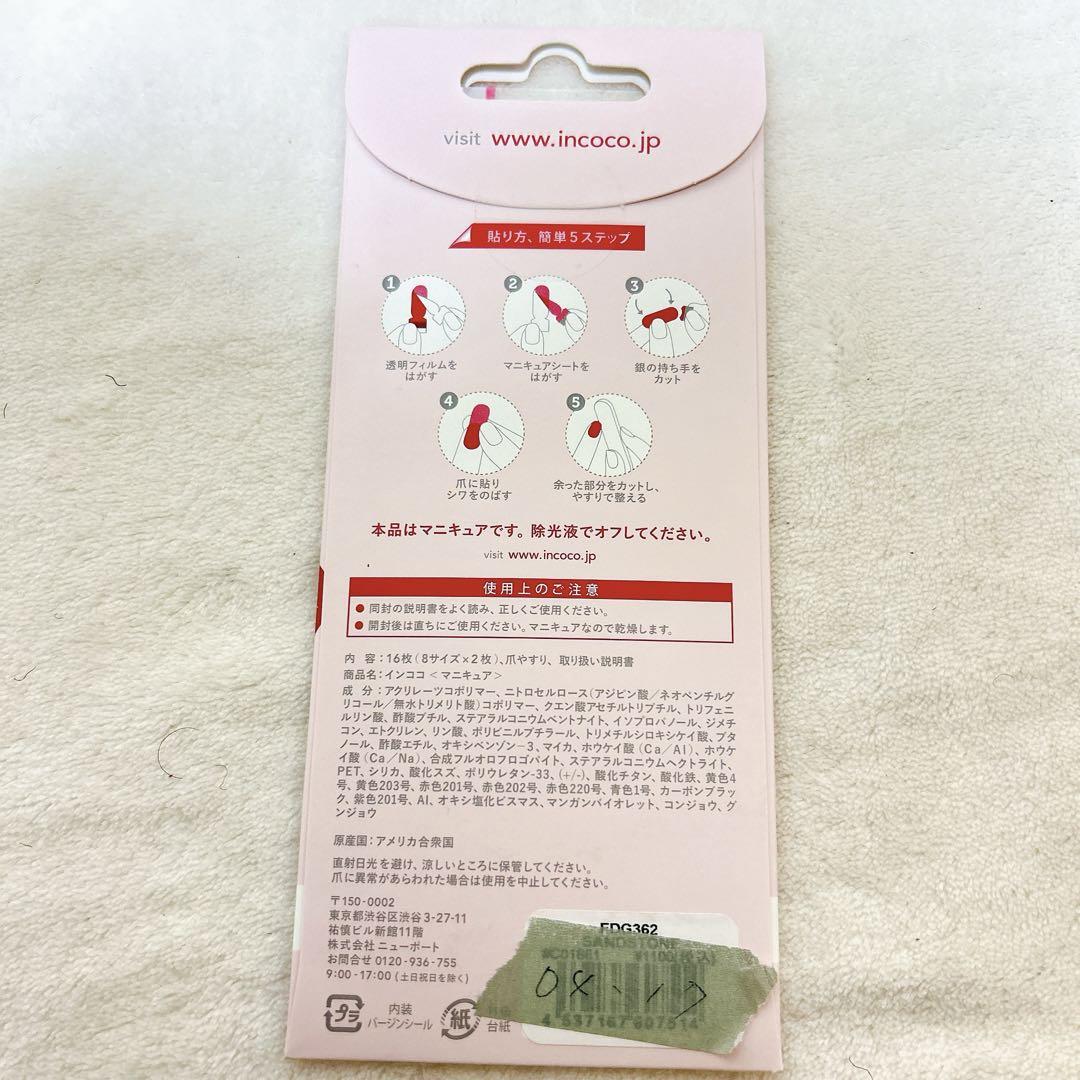 visit www.incoco.jp
貼り方、簡単5ステップ
1
透明フィルムを
はがす
2
マニキュアシートを
はがす
3
銀の持ち手を
カット
4
爪に貼り
シワをのばす
5
余った部分をカットし、
やすりで整える
本品はマニキュアです。除光液でオフしてください。
visit www.incoco.jp
使用上のご注意
● 同封の説明書をよく読み、正しくご使用ください。
● 開封後は直ちにご使用ください。マニキュアなので乾燥します。
内 容：16枚（8サイズ×2枚）、爪やすり、取り扱い説明書
商品名：インココ＜マニキュア＞
成 分：アクリレーツコポリマー、ニトロセルロース（アジピン酸／ネオペンチルグ
リコール／無水トリメリト酸）コポリマー、クエン酸アセチルトリブチル、トリフェニ
ルリン酸、酢酸ブチル、ステアラルコニウムベントナイト、イソプロパノール、ジメチ
コン、エトクリレン、リン酸、ポリビニルブチラール、トリメチルシロキシケイ酸、ブタ
ノール、酢酸エチル、オキシベンゾン－3、マイカ、ホウケイ酸（Ca／Al）、ホウケ
イ酸（Ca／Na）、合成フルオロフロゴパイト、ステアラルコニウムヘクトライト、
PET、シリカ、酸化スズ、ポリウレタン-33、（+/-）、酸化チタン、酸化鉄、黄色4
号、黄色203号、赤色201号、赤色202号、赤色220号、青色1号、カーボンブラッ
ク、紫色201号、Al、オキシ塩化ビスマス、マンガンバイオレット、コンジョウ、グ
ンジョウ
原産国：アメリカ合衆国
直射日光を避け、涼しいところに保管してください。
爪に異常があらわれた場合は使用を中止してください。
〒150-0002
東京都渋谷区渋谷3-27-11
祐慎ビル新館11階
株式会社 ニューポート
お問合せ 0120-936-755
9:00-17:00（土日祝日を除く）
プラ
内装
バージンシール
紙
台紙
FDG362
SANDSTONE
¥1100(税込)
04.17